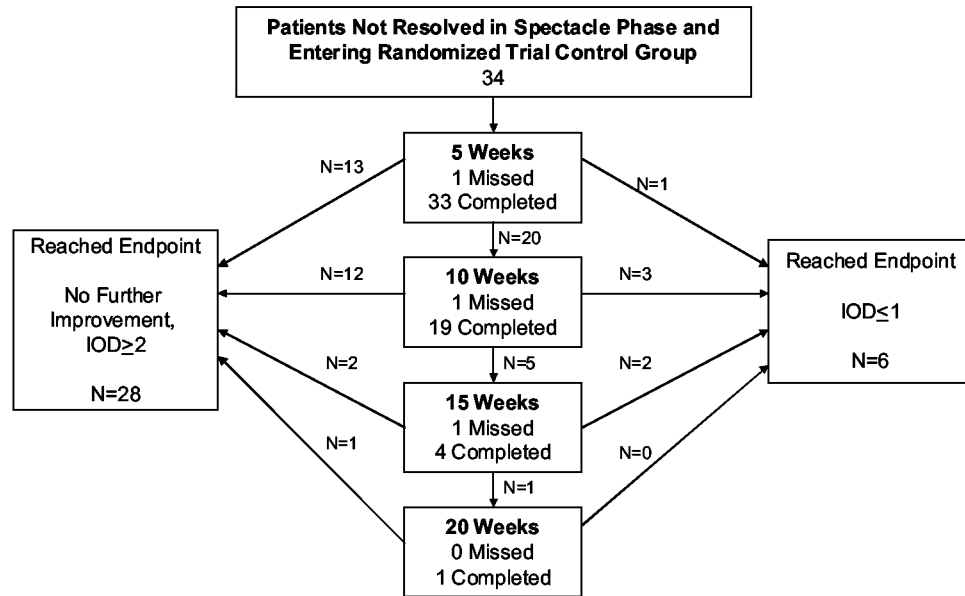 Patients Not Resolved in Spectacle Phase and
Entering Randomized Trial Control Group
34
5 Weeks
1 Missed
33 Completed
N=13
N=1
N=20
Reached Endpoint
No Further
Improvement,
IOD≥2
N=28
N=12
10 Weeks
1 Missed
19 Completed
N=3
Reached Endpoint
IOD≤1
N=6
N=2
N=5
N=2
15 Weeks
1 Missed
4 Completed
N=1
N=0
N=1
20 Weeks
0 Missed
1 Completed